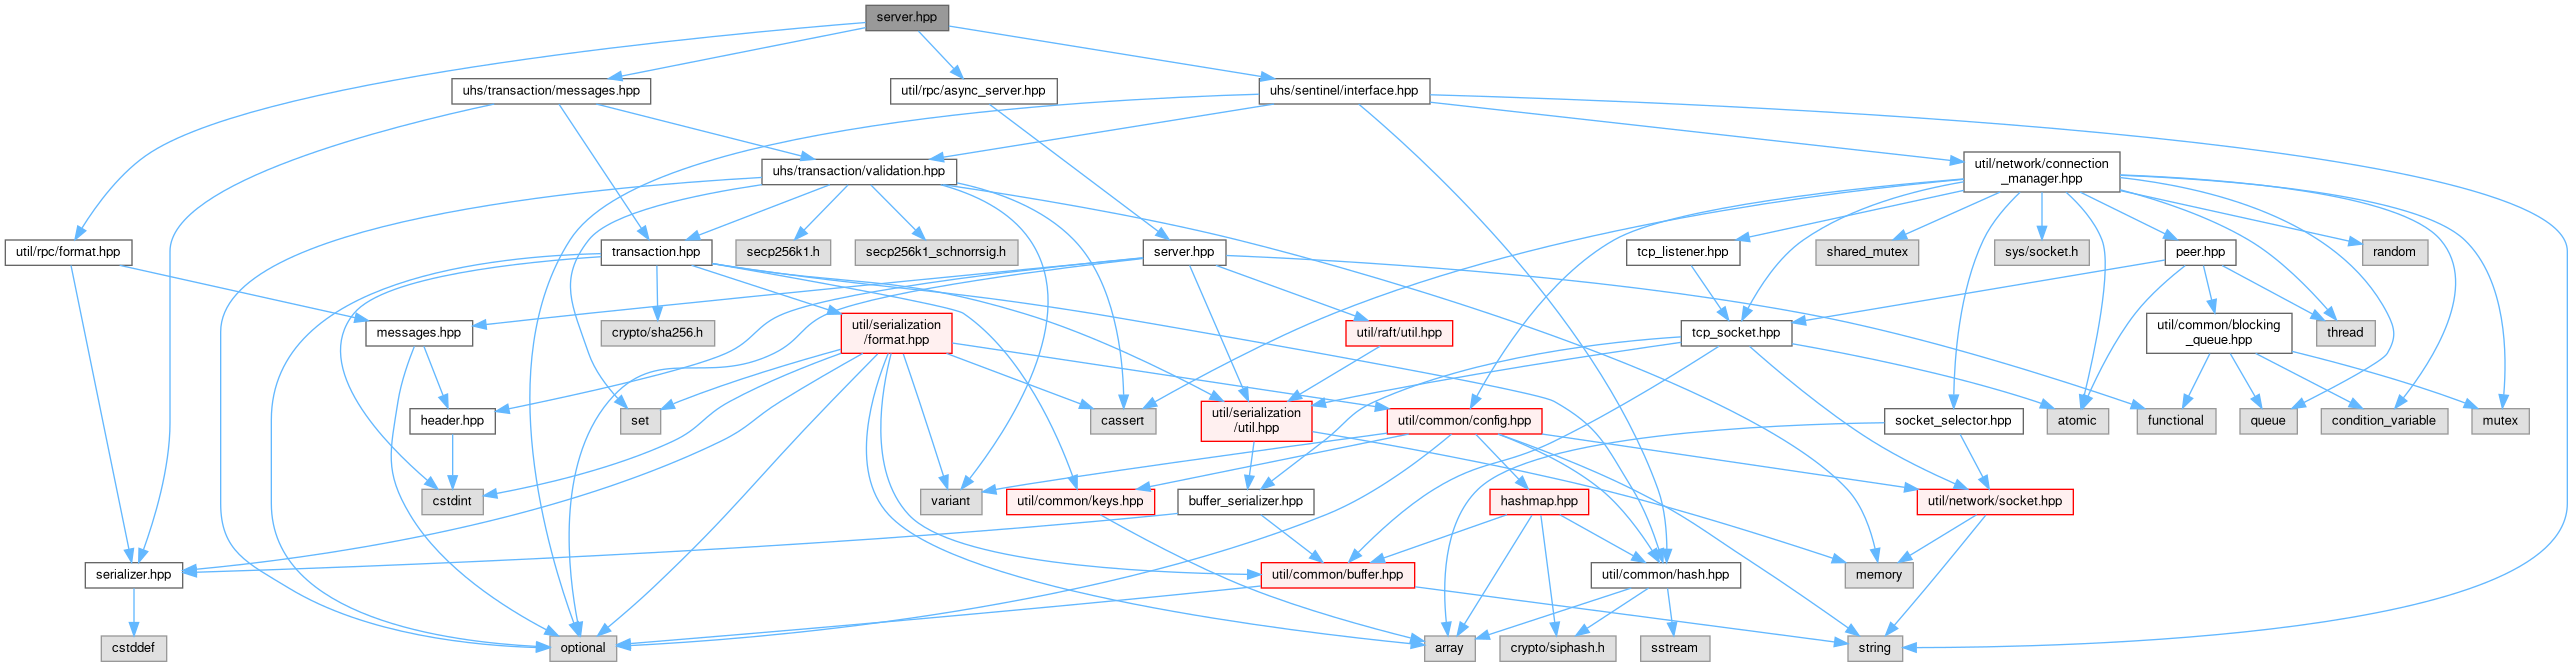 server.hpp
uhs/transaction/messages.hpp
util/rpc/async_server.hpp
uhs/sentinel/interface.hpp
uhs/transaction/validation.hpp
util/network/connection
_manager.hpp
util/rpc/format.hpp
transaction.hpp
secp256k1.h
secp256k1_schnorrsig.h
server.hpp
tcp_listener.hpp
shared_mutex
sys/socket.h
peer.hpp
random
messages.hpp
crypto/sha256.h
util/serialization
/format.hpp
util/raft/util.hpp
tcp_socket.hpp
util/common/blocking
_queue.hpp
thread
header.hpp
set
cassert
util/serialization
/util.hpp
util/common/config.hpp
socket_selector.hpp
atomic
functional
queue
condition_variable
mutex
cstdint
variant
util/common/keys.hpp
buffer_serializer.hpp
hashmap.hpp
util/network/socket.hpp
serializer.hpp
util/common/buffer.hpp
util/common/hash.hpp
memory
cstddef
optional
array
crypto/siphash.h
sstream
string